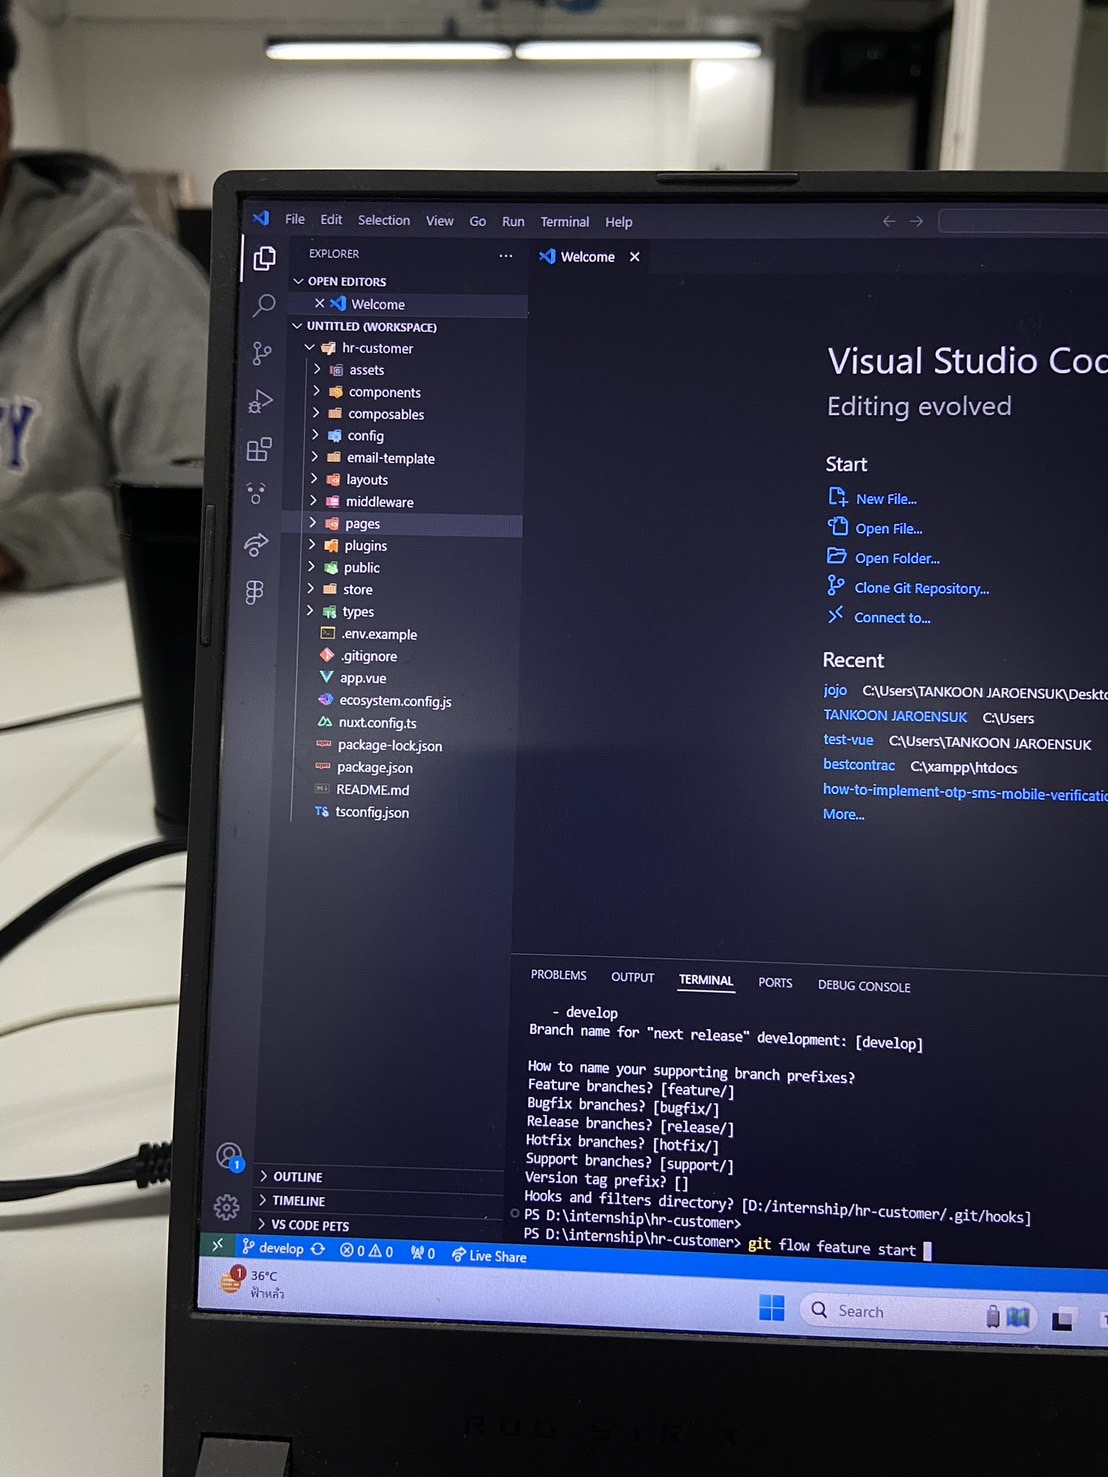 File Edit Selection View Go Run Terminal Help
EXPLORER
OPEN EDITORS
Welcome
UNTITLED (WORKSPACE)
hr-customer
assets
components
composables
config
email-template
layouts
middleware
pages
plugins
public
store
types
.env.example
.gitignore
app.vue
ecosystem.config.js
nuxt.config.ts
package-lock.json
package.json
README.md
TS tsconfig.json
OUTLINE
TIMELINE
VS CODE PETS
Welcome
Visual Studio Coc
Editing evolved
Start
New File...
Open File...
Open Folder...
Clone Git Repository...
Connect to...
Recent
jojo C:\Users\TANKOON JAROENSUK\Deskto
TANKOON JAROENSUK C:\Users
test-vue C:\Users\TANKOON JAROENSUK
bestcontrac C:\xampp\htdocs
how-to-implement-otp-sms-mobile-verificatio
More...
PROBLEMS OUTPUT TERMINAL PORTS DEBUG CONSOLE
- develop
Branch name for "next release" development: [develop]
How to name your supporting branch prefixes?
Feature branches? [feature/]
Bugfix branches? [bugfix/]
Release branches? [release/]
Hotfix branches? [hotfix/]
Support branches? [support/]
Version tag prefix? []
Hooks and filters directory? [D:/internship/hr-customer/.git/hooks]
PS D:\internship\hr-customer>
PS D:\internship\hr-customer> git flow feature start
1
develop 0 0 0 Live Share
1 36°C
ฟ้าหลัว
Search
ROG STRIX